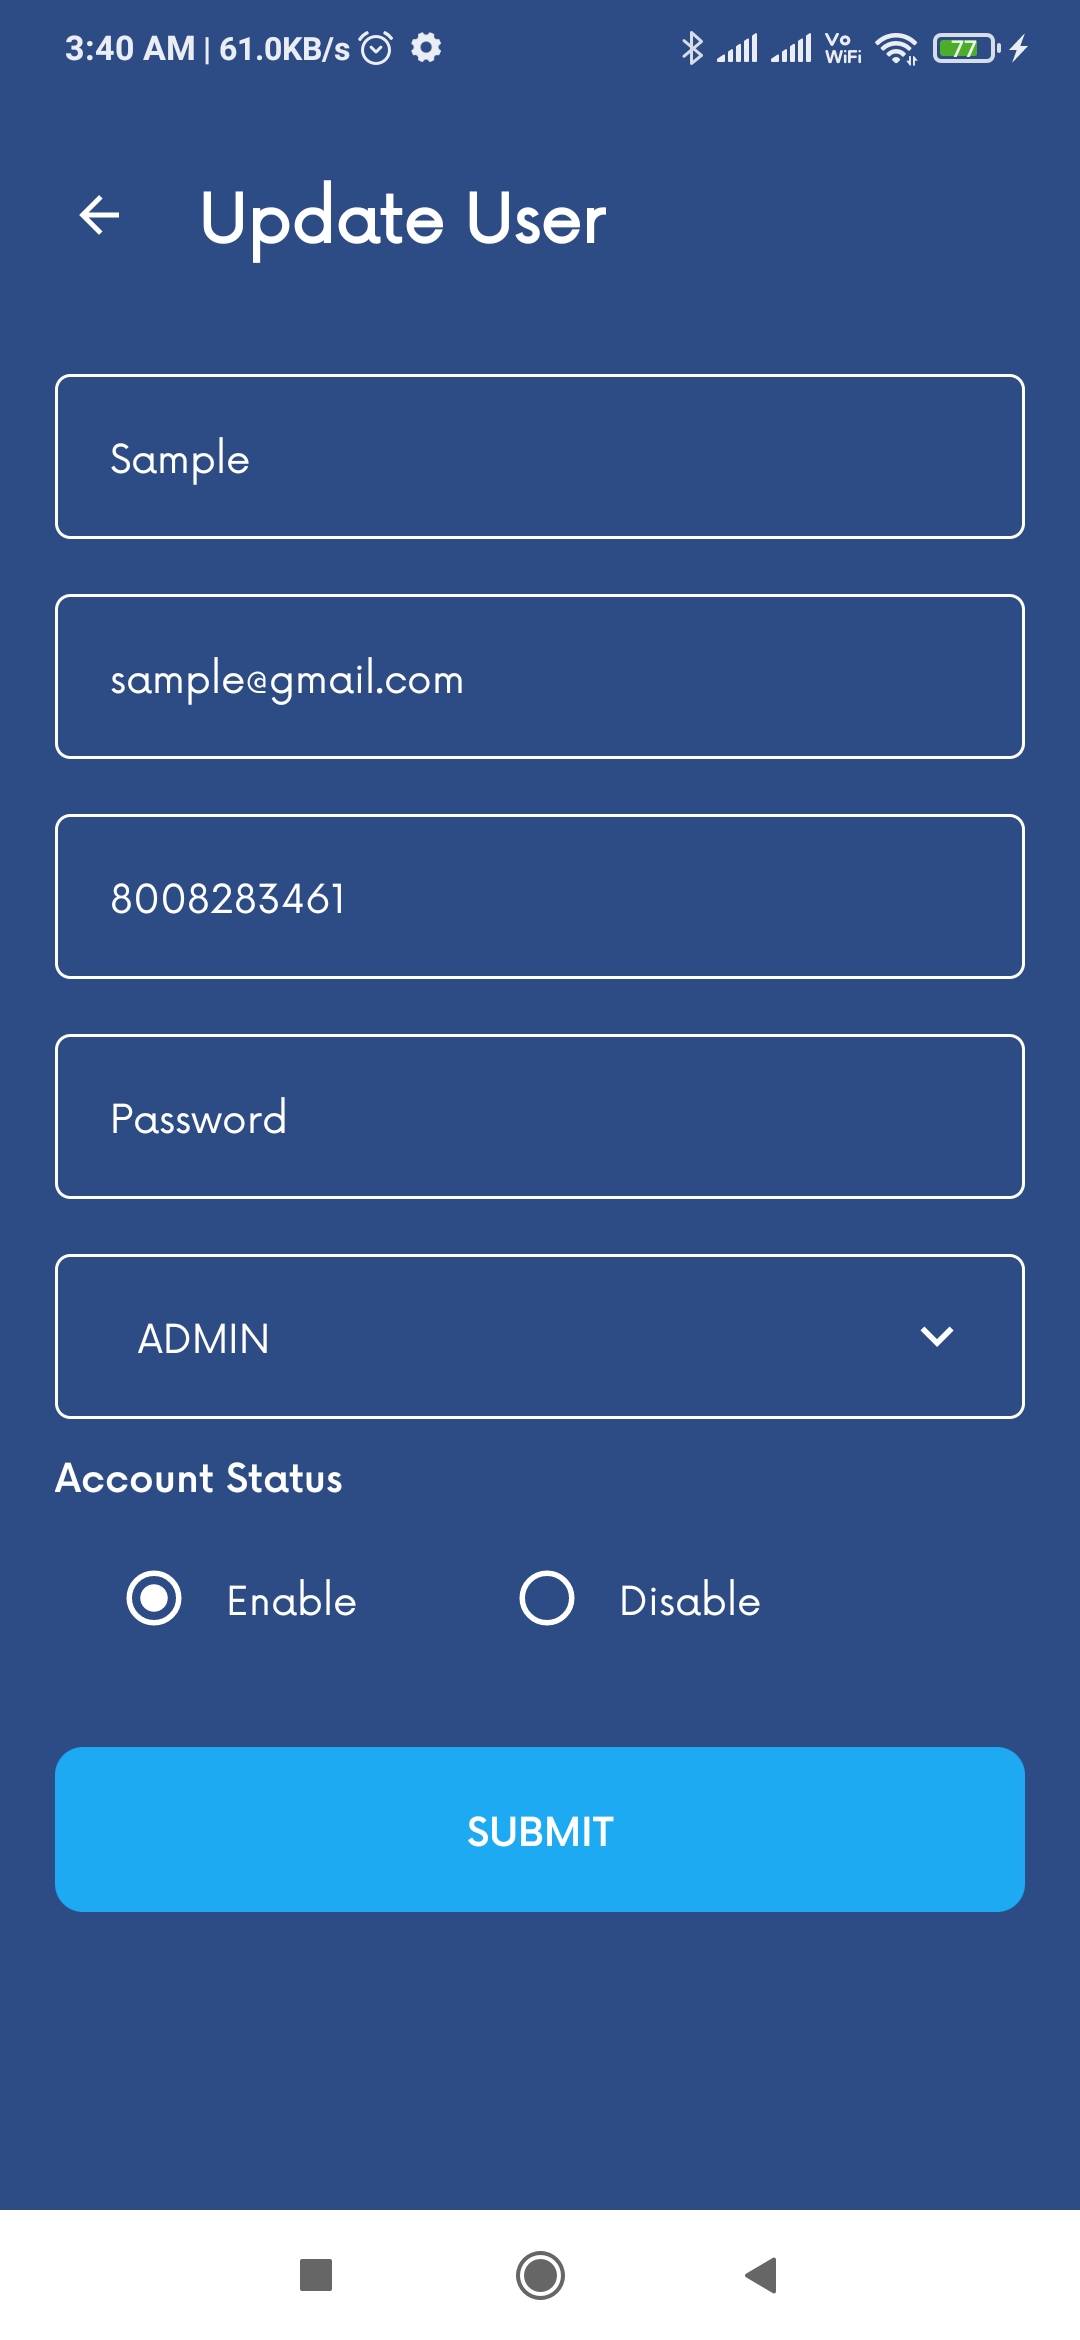 3:40 AM | 61.0KB/s Vo WiFi 77
Update User
Sample
sample@gmail.com
8008283461
Password
ADMIN
Account Status
Enable Disable
SUBMIT